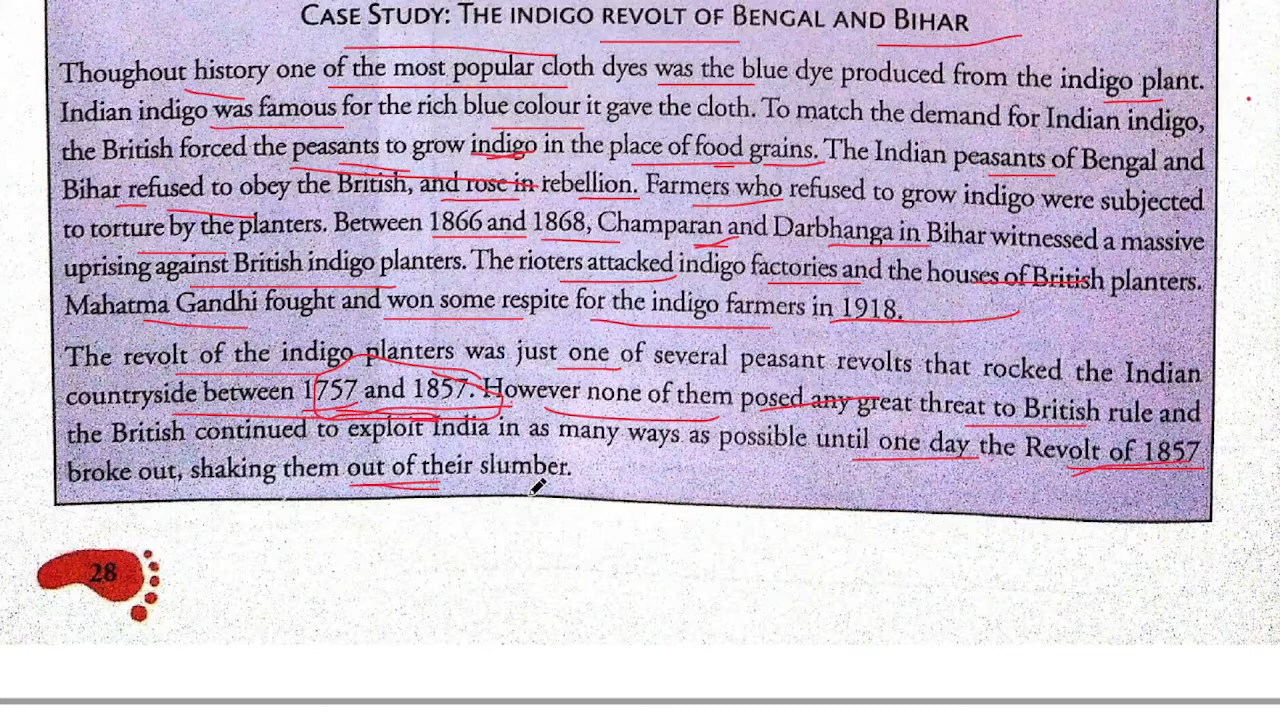 CASE STUDY: THE INDIGO REVOLT OF BENGAL AND BIHAR
Thoughout history one of the most popular cloth dyes was the blue dye produced from the indigo plant.
Indian indigo was famous for the rich blue colour it gave the cloth. To match the demand for Indian indigo,
the British forced the peasants to grow indigo in the place of food grains. The Indian peasants of Bengal and
Bihar refused to obey the British, and rose in rebellion. Farmers who refused to grow indigo were subjected
to torture by the planters. Between 1866 and 1868, Champaran and Darbhanga in Bihar witnessed a massive
uprising against British indigo planters. The rioters attacked indigo factories and the houses of British planters.
Mahatma Gandhi fought and won some respite for the indigo farmers in 1918.
The revolt of the indigo planters was just one of several peasant revolts that rocked the Indian
countryside between 1757 and 1857. However none of them posed any great threat to British rule and
the British continued to exploit India in as many ways as possible until one day the Revolt of 1857
broke out, shaking them out of their slumber.
28